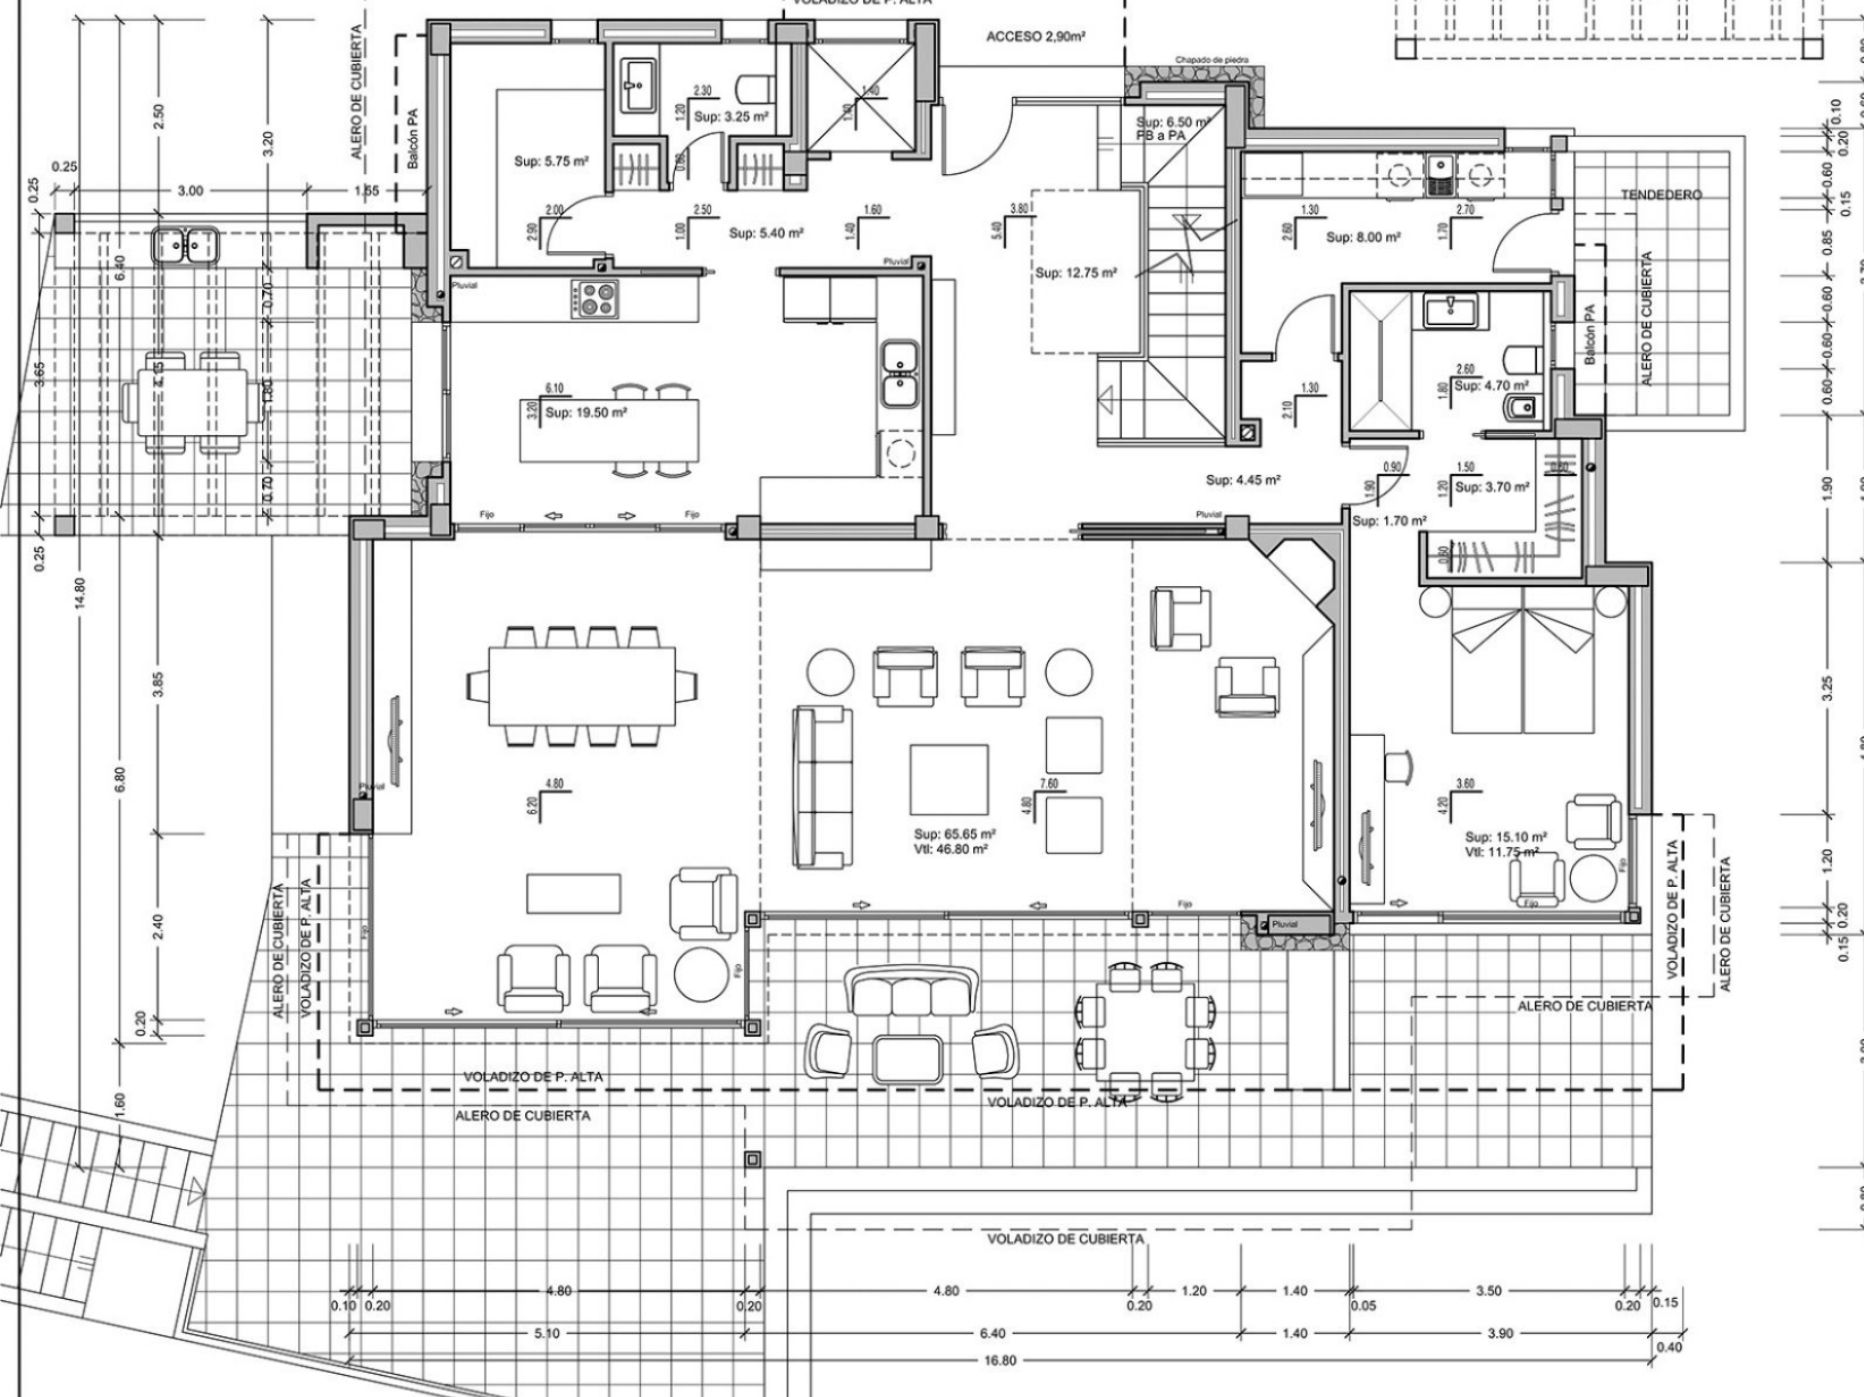 VOLADIZO DE P. ALTA
ACCESO 2,90m²
Chapado de piedra
ALERO DE CUBIERTA
Balcón PA
2.50
3.20
0.25
0.25
3.00
1.55
2.30
1.20
Sup: 3.25 m²
1.40
1.40
Sup: 6.50 m²
PB a PA
Sup: 5.75 m²
0.60
2.00
2.90
2.50
1.00
Sup: 5.40 m²
1.60
1.40
3.80
5.40
Sup: 12.75 m²
1.30
2.60
Sup: 8.00 m²
2.70
1.70
TENDEDERO
ALERO DE CUBIERTA
Balcón PA
0.10
0.20
0.60
0.15
0.85
0.60
0.60
0.60
6.40
0.70
Pluvial
Pluvial
3.65
4.15
1.80
0.70
6.10
3.20
Sup: 19.50 m²
2.60
1.80
Sup: 4.70 m²
1.30
2.10
Sup: 4.45 m²
0.90
1.90
1.50
1.20
Sup: 3.70 m²
0.60
Sup: 1.70 m²
0.60
1.90
Fijo
Fijo
Pluvial
0.25
14.80
3.85
6.80
3.25
Pluvial
4.80
6.20
7.60
4.80
Sup: 65.65 m²
Vtl: 46.80 m²
3.60
4.20
Sup: 15.10 m²
Vtl: 11.75 m²
Fijo
Fijo
Fijo
1.20
0.20
0.15
VOLADIZO DE P. ALTA
ALERO DE CUBIERTA
2.40
0.20
ALERO DE CUBIERTA
VOLADIZO DE P. ALTA
Fijo
Fijo
Pluvial
ALERO DE CUBIERTA
VOLADIZO DE P. ALTA
ALERO DE CUBIERTA
VOLADIZO DE P. ALTA
1.60
VOLADIZO DE CUBIERTA
4.80
4.80
1.20
1.40
3.50
0.10
0.20
0.20
0.20
0.05
0.20
0.15
5.10
6.40
1.40
3.90
0.40
16.80